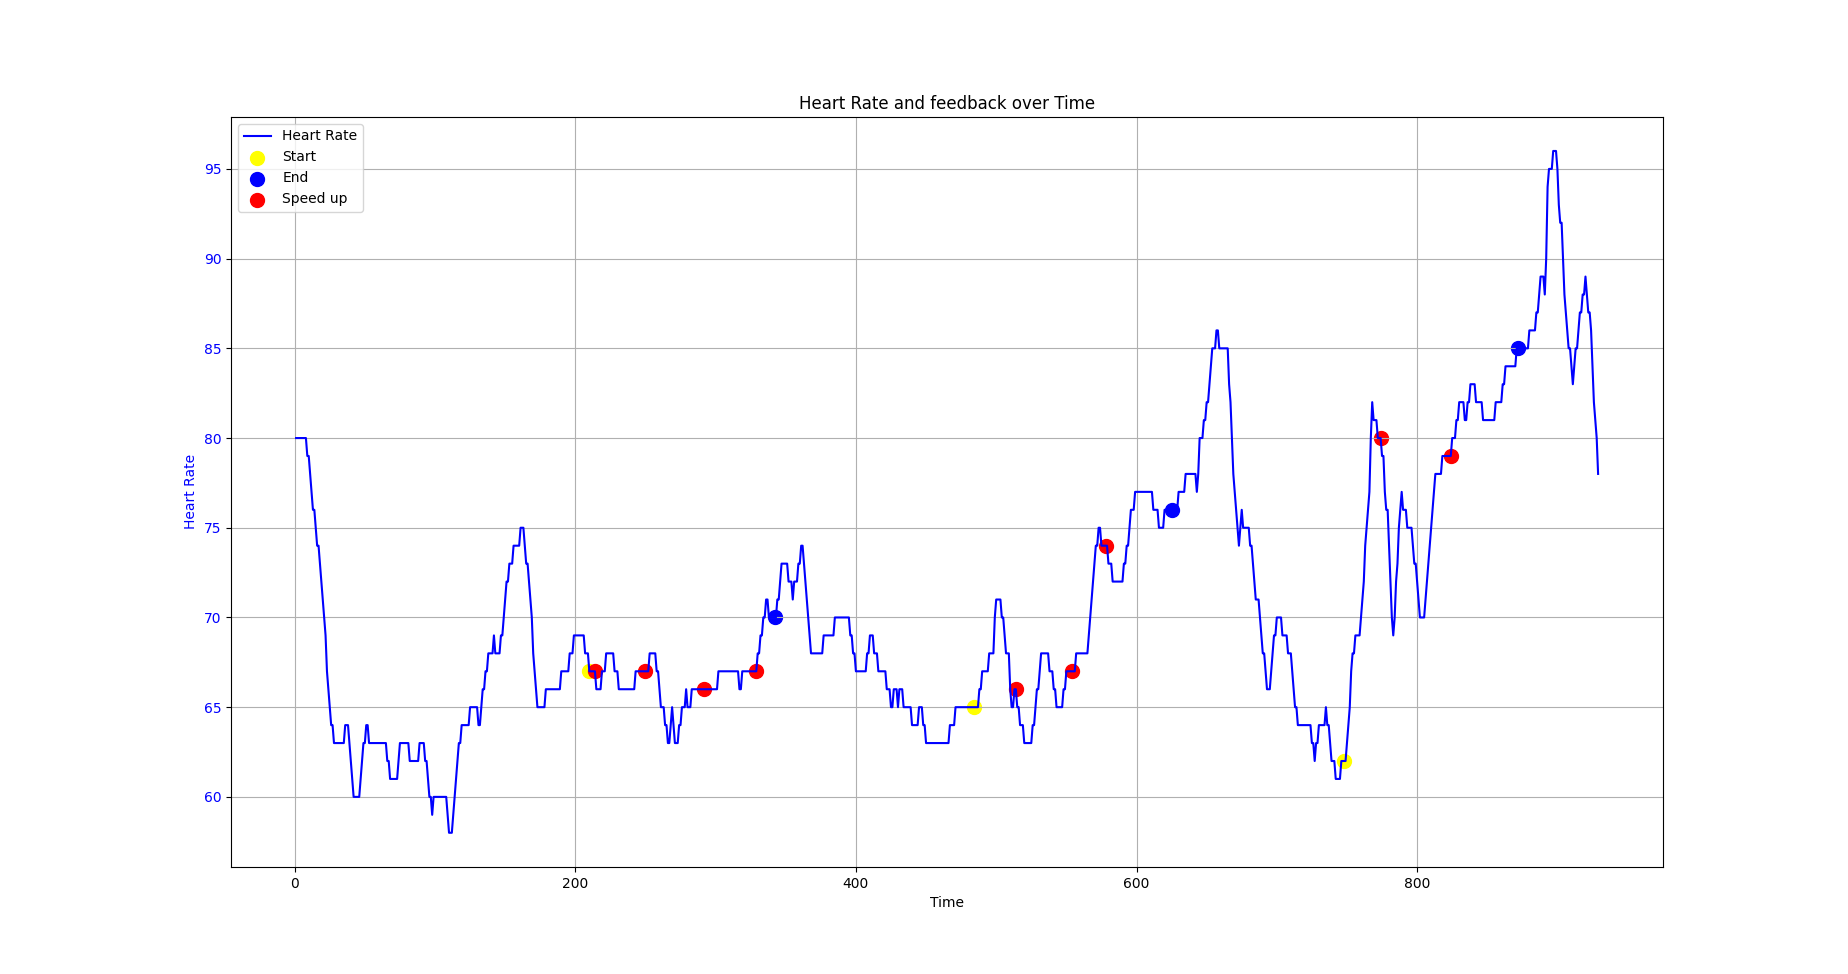 Heart Rate and feedback over Time
Heart Rate
Start
End
Speed up
95
90
85
80
75
70
65
60
Heart Rate
0 200 400 600 800
Time